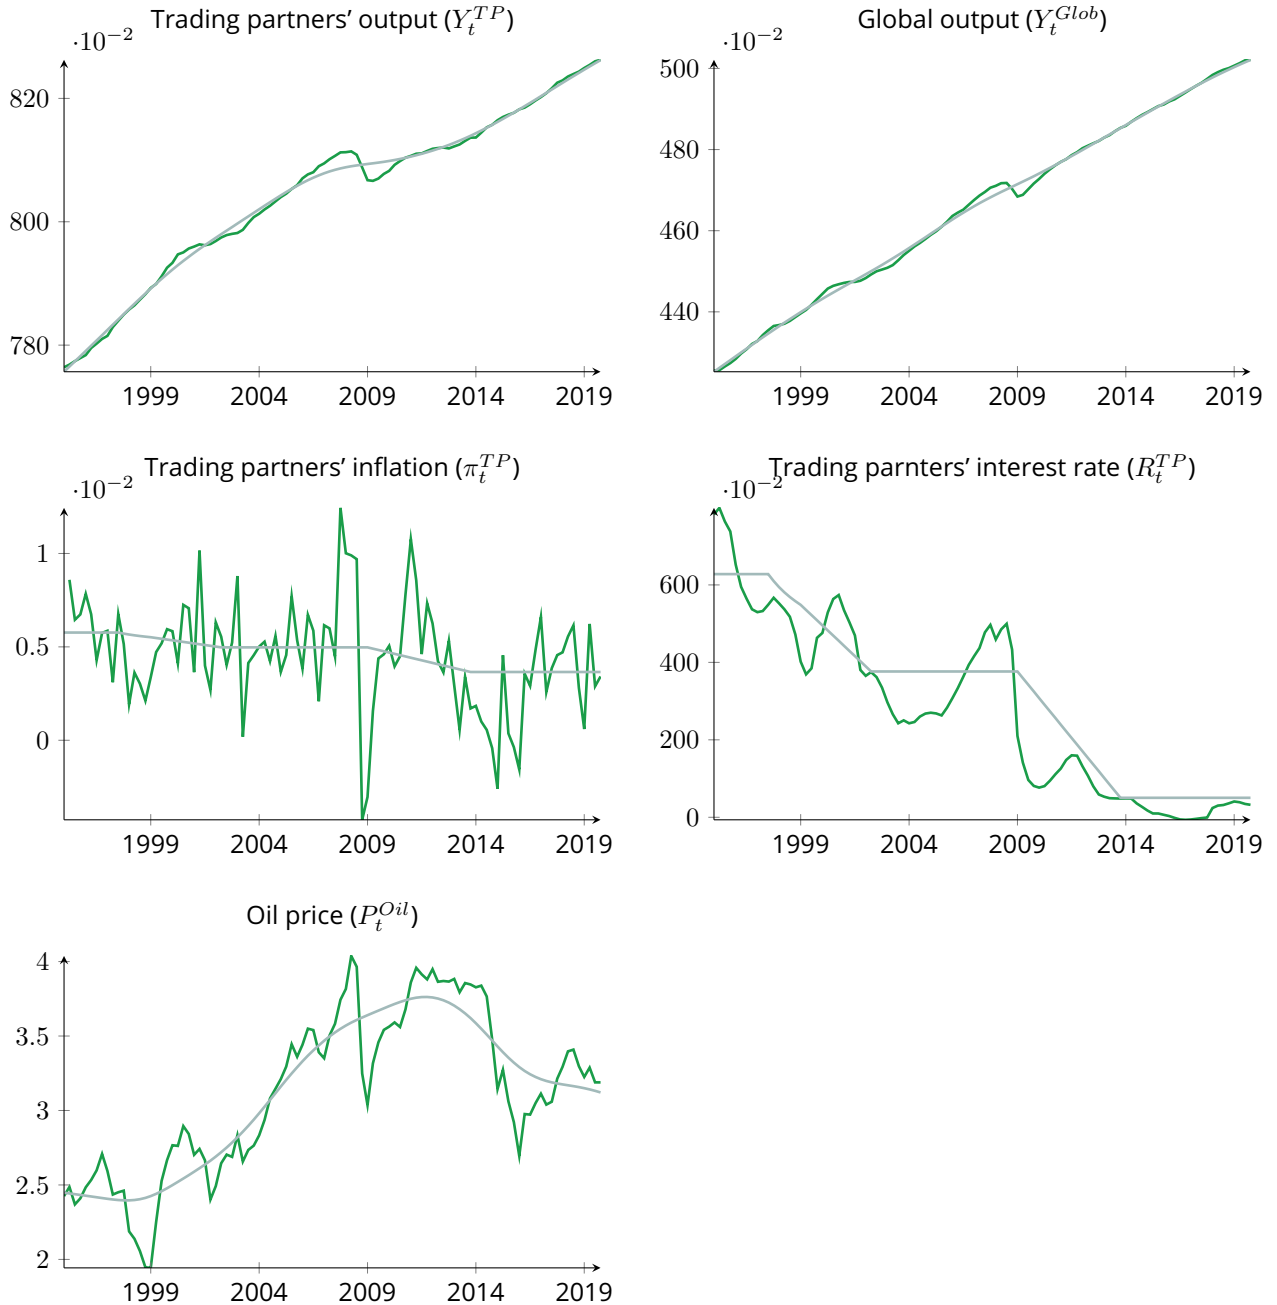 Trading partners’ output (Y_t^{TP})
Global output (Y_t^{Glob})
·10^{−2}
·10^{−2}
820
800
780
1999 2004 2009 2014 2019
500
480
460
440
1999 2004 2009 2014 2019
Trading partners’ inflation (π_t^{TP})
Trading parnters’ interest rate (R_t^{TP})
·10^{−2}
·10^{−2}
1
0.5
0
1999 2004 2009 2014 2019
600
400
200
0
1999 2004 2009 2014 2019
Oil price (P_t^{Oil})
4
3.5
3
2.5
2
1999 2004 2009 2014 2019